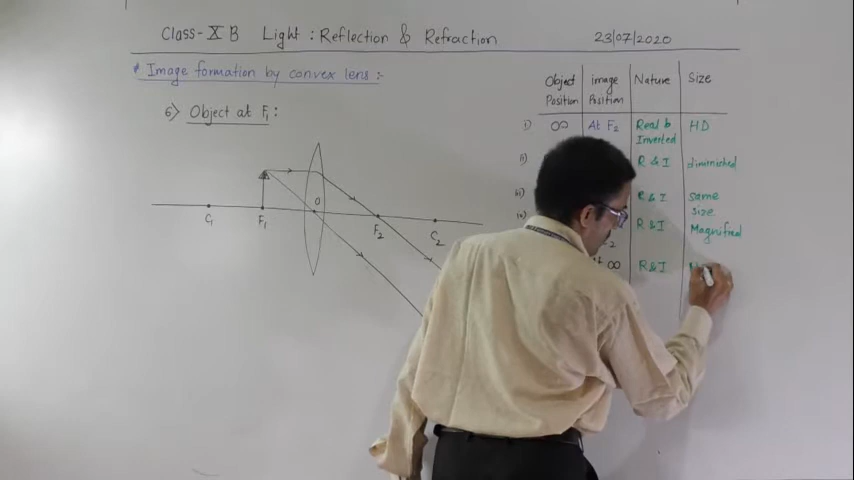 Class-X B Light : Reflection & Refraction 23/07/2020
* Image formation by convex lens :-
6) Object at F₁ :
O
C₁ F₁ F₂ C₂
Object Position image Position Nature Size
i) ∞ At F₂ Real & Inverted HD
ii) R & I diminished
iii) R & I same size
iv) R & I Magnified
2
At ∞ R & I